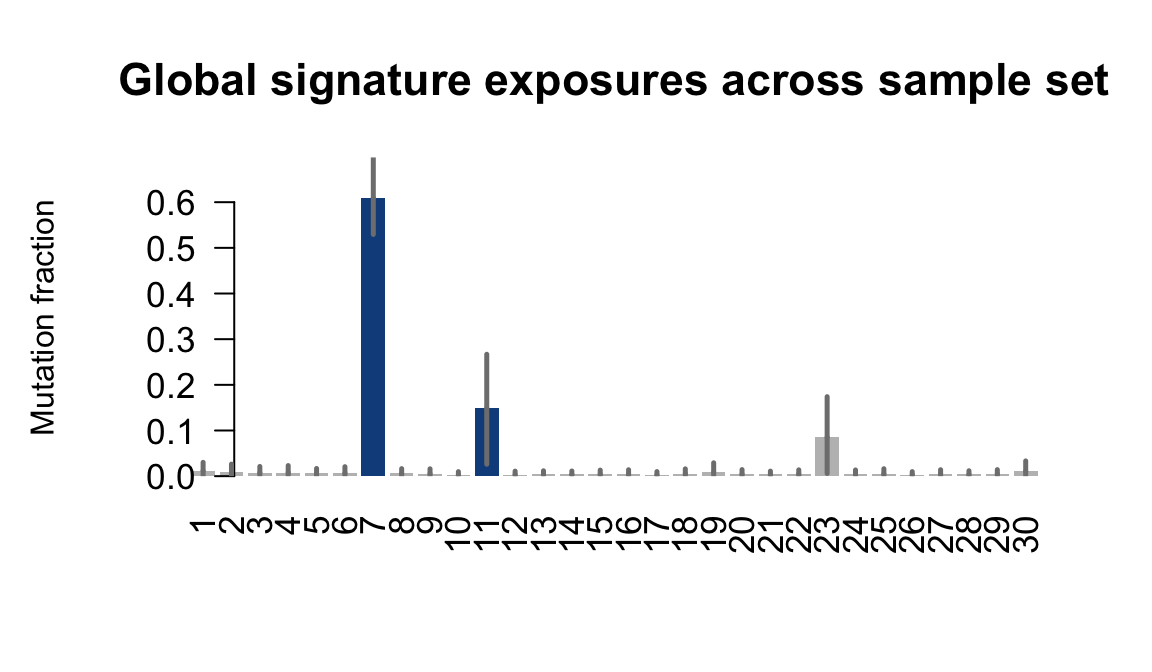 Global signature exposures across sample set
Mutation fraction
0.6
0.5
0.4
0.3
0.2
0.1
0.0
1 2 3 4 5 6 7 8 9 10 11 12 13 14 15 16 17 18 19 20 21 22 23 24 25 26 27 28 29 30